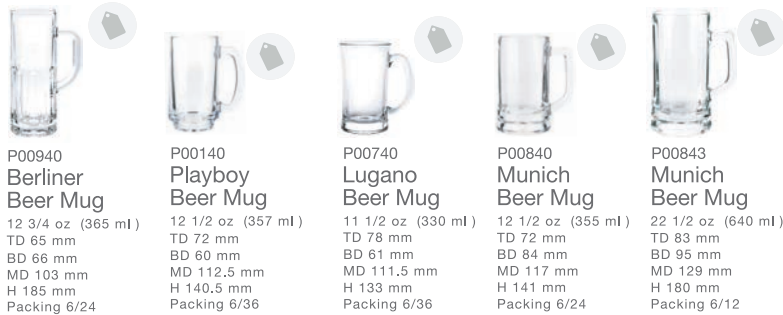 P00940
Berliner
Beer Mug
12 3/4 oz (365 ml )
TD 65 mm
BD 66 mm
MD 103 mm
H 185 mm
Packing 6/24
P00140
Playboy
Beer Mug
12 1/2 oz (357 ml )
TD 72 mm
BD 60 mm
MD 112.5 mm
H 140.5 mm
Packing 6/36
P00740
Lugano
Beer Mug
11 1/2 oz (330 ml )
TD 78 mm
BD 61 mm
MD 111.5 mm
H 133 mm
Packing 6/36
P00840
Munich
Beer Mug
12 1/2 oz (355 ml )
TD 72 mm
BD 84 mm
MD 117 mm
H 141 mm
Packing 6/24
P00843
Munich
Beer Mug
22 1/2 oz (640 ml )
TD 83 mm
BD 95 mm
MD 129 mm
H 180 mm
Packing 6/12